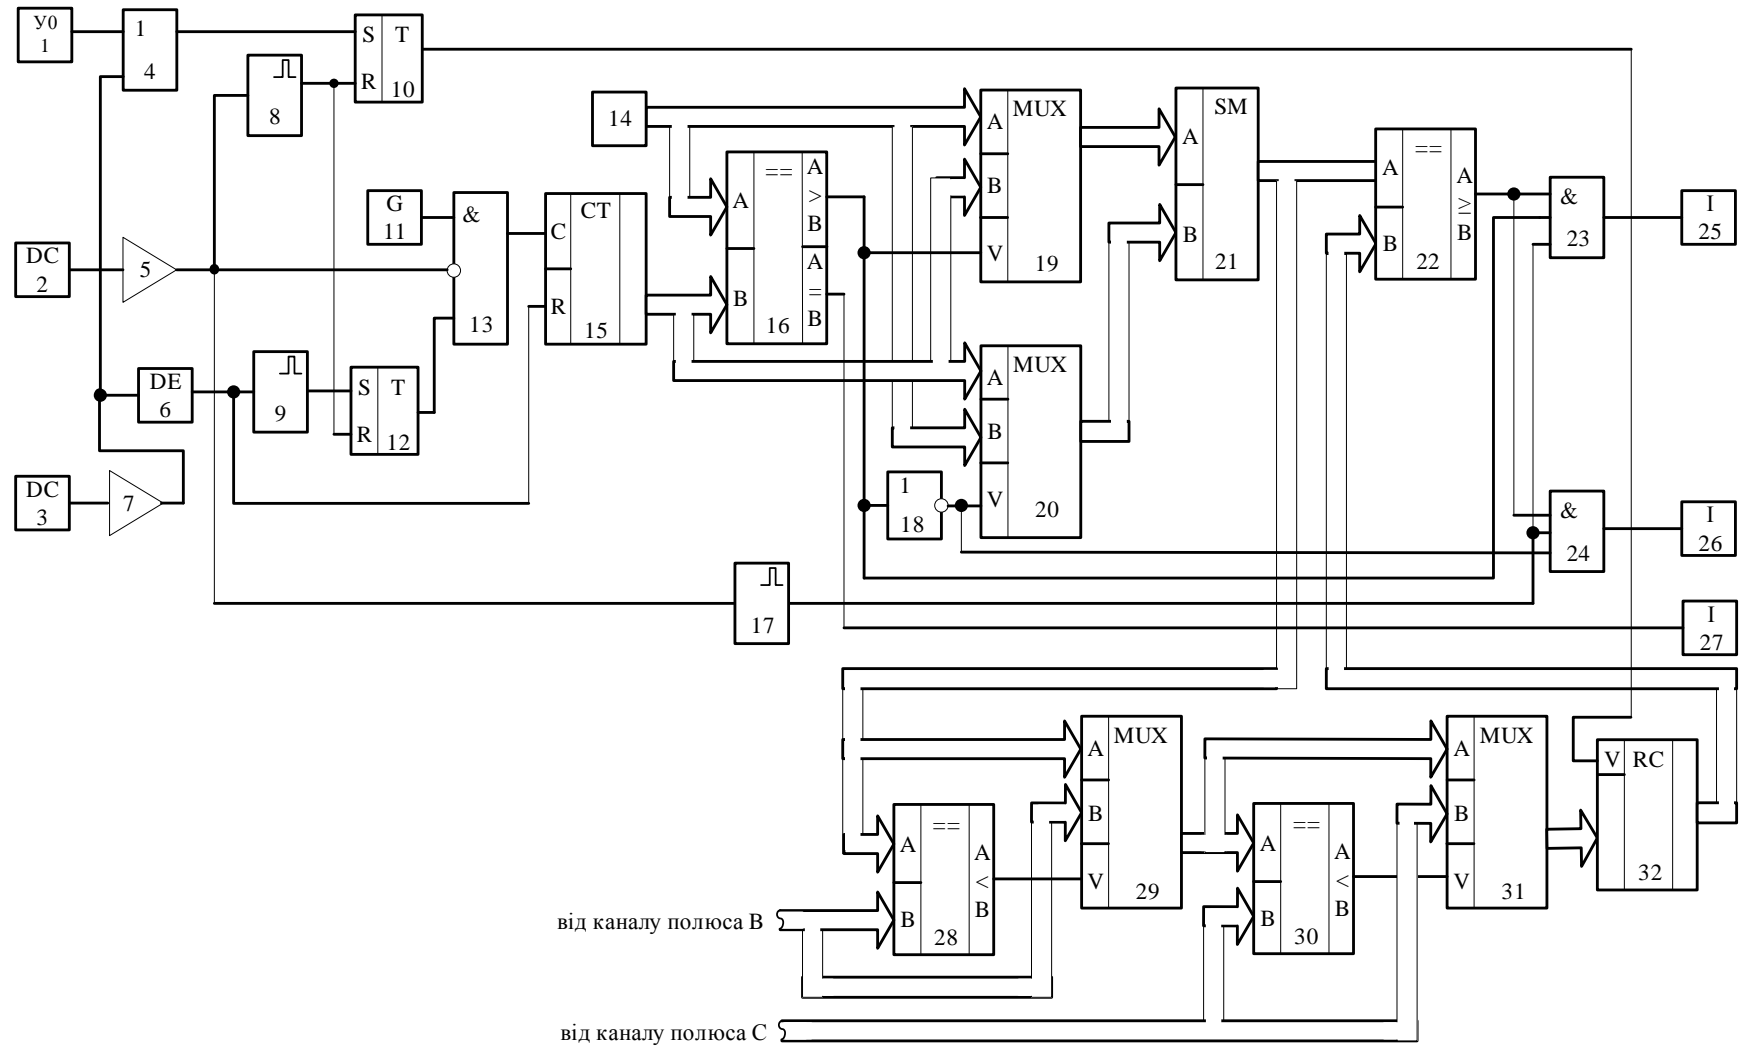 У0
1
1
4
S T
R
10
8
DC
2
5
G
11
&
13
C CT
R
15
14
A == A
>
B
B A
=
B
16
MUX
A
B
V
19
SM
A
B
21
==
A A
≥
B B
22
&
23
I
25
DE
6
9
S T
R
12
DC
3
7
MUX
A
B
V
20
1
18
&
24
I
26
17
I
27
MUX
A
B
V
29
MUX
A
B
V
31
V RC
32
==
A A
<
B B
28
==
A A
<
B B
30
від каналу полюса В
від каналу полюса С